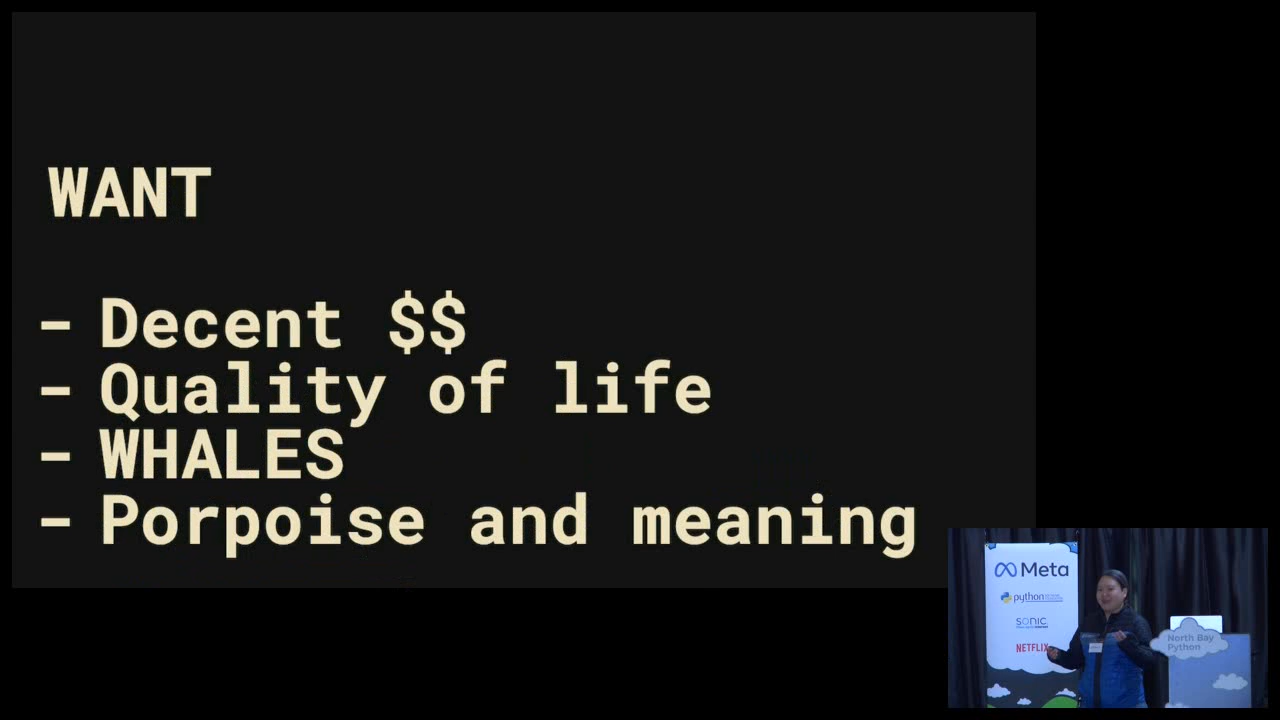 WANT
- Decent $$
- Quality of life
- WHALES
- Porpoise and meaning
Meta
python
sonic
NETFLIX
North Bay
Python